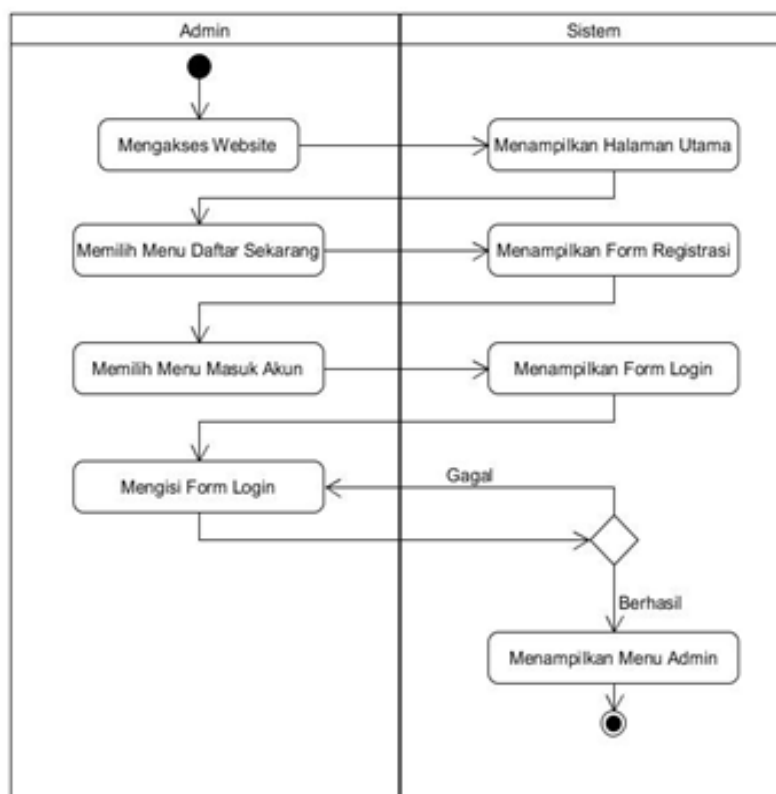 Admin
Sistem
Mengakses Website
Menampilkan Halaman Utama
Memilih Menu Daftar Sekarang
Menampilkan Form Registrasi
Memilih Menu Masuk Akun
Menampilkan Form Login
Mengisi Form Login
Gagal
Berhasil
Menampilkan Menu Admin